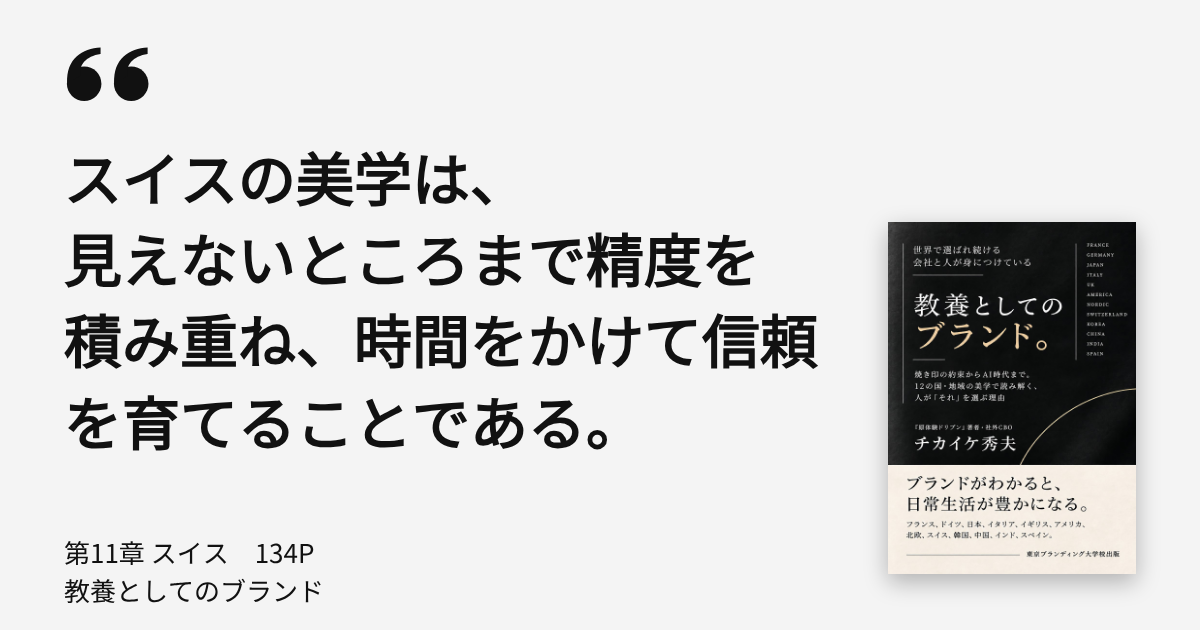 “
スイスの美学は、
見えないところまで精度を
積み重ね、時間をかけて信頼
を育てることである。
第11章 スイス　134P
教養としてのブランド
世界で選ばれ続ける
会社と人が身につけている
教養としての
ブランド。
焼き印の約束からAI時代まで。
12の国・地域の美学で読み解く、
人が「それ」を選ぶ理由
『原体験ドリブン』著者・社外CBO
チカイケ秀夫
FRANCE
GERMANY
JAPAN
ITALY
UK
AMERICA
NORDIC
SWITZERLAND
KOREA
CHINA
INDIA
SPAIN
ブランドがわかると、
日常生活が豊かになる。
フランス、ドイツ、日本、イタリア、イギリス、アメリカ、
北欧、スイス、韓国、中国、インド、スペイン。
東京ブランディング大学校出版